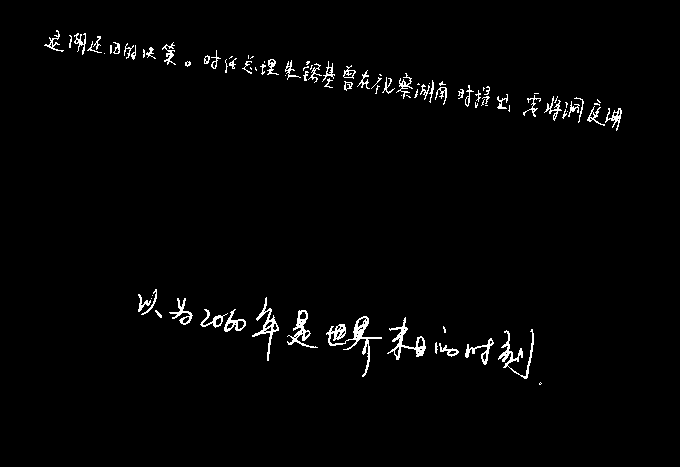 退湖还田的决策。时任总理朱镕基曾在视察湖南时提出要将洞庭湖
以为2060年是世界末日的时刻.